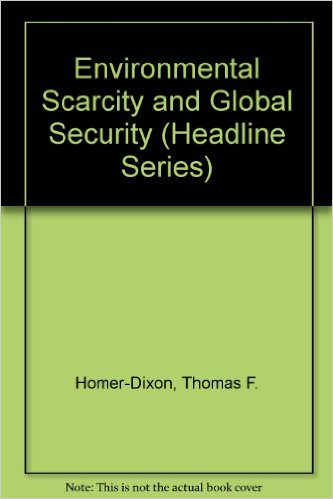 Environmental
Scarcity and Global
Security (Headline
Series)
Homer-Dixon, Thomas F.
Note: This is not the actual book cover